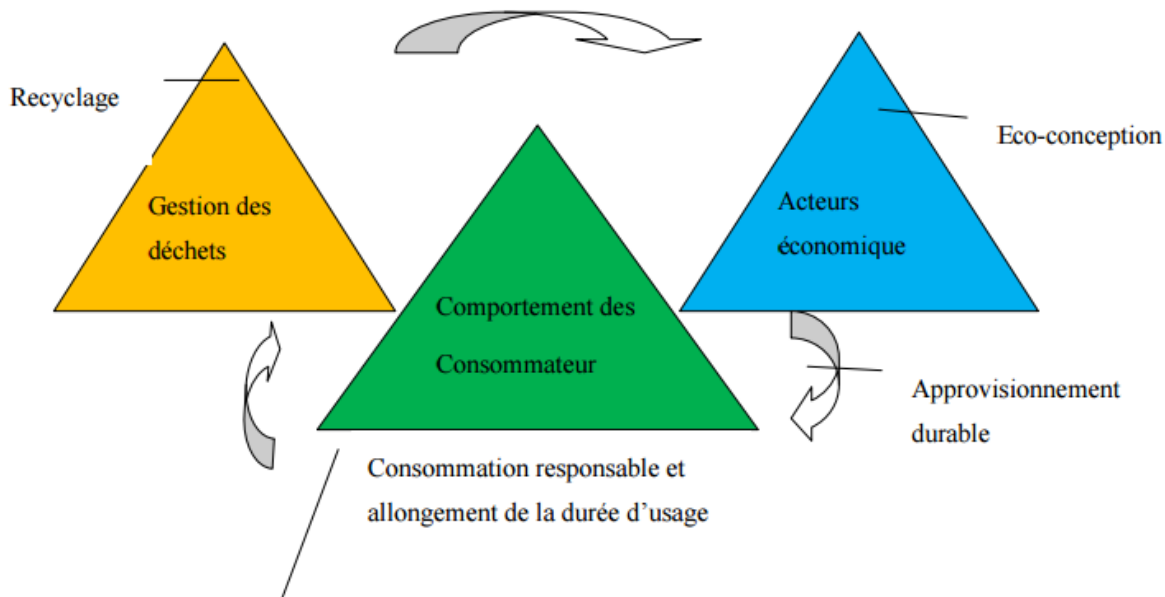 Recyclage
Eco-conception
Gestion des
déchets
Acteurs
économique
Comportement des
Consommateur
Approvisionnement
durable
Consommation responsable et
allongement de la durée d’usage